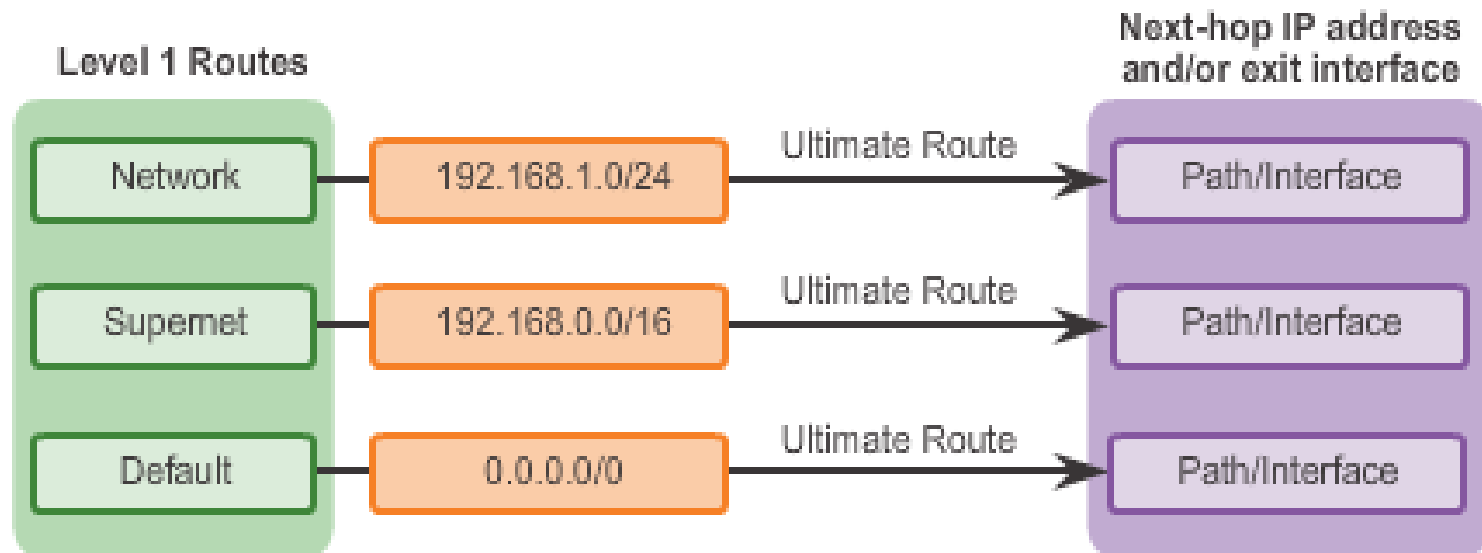 Level 1 Routes
Next-hop IP address
and/or exit interface
Network
192.168.1.0/24
Ultimate Route
Path/Interface
Supernet
192.168.0.0/16
Ultimate Route
Path/Interface
Default
0.0.0.0/0
Ultimate Route
Path/Interface